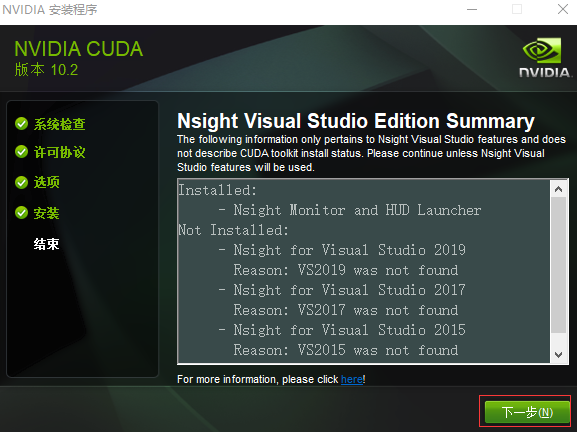 NVIDIA 安装程序
NVIDIA CUDA
版本 10.2
NVIDIA.
系统检查
许可协议
选项
安装
结束
Nsight Visual Studio Edition Summary
The following information only pertains to Nsight Visual Studio features and does
not describe CUDA toolkit install status. Please continue unless Nsight Visual
Studio features will be used.
Installed:
- Nsight Monitor and HUD Launcher
Not Installed:
- Nsight for Visual Studio 2019
Reason: VS2019 was not found
- Nsight for Visual Studio 2017
Reason: VS2017 was not found
- Nsight for Visual Studio 2015
Reason: VS2015 was not found
For more information, please click here!
下一步(N)